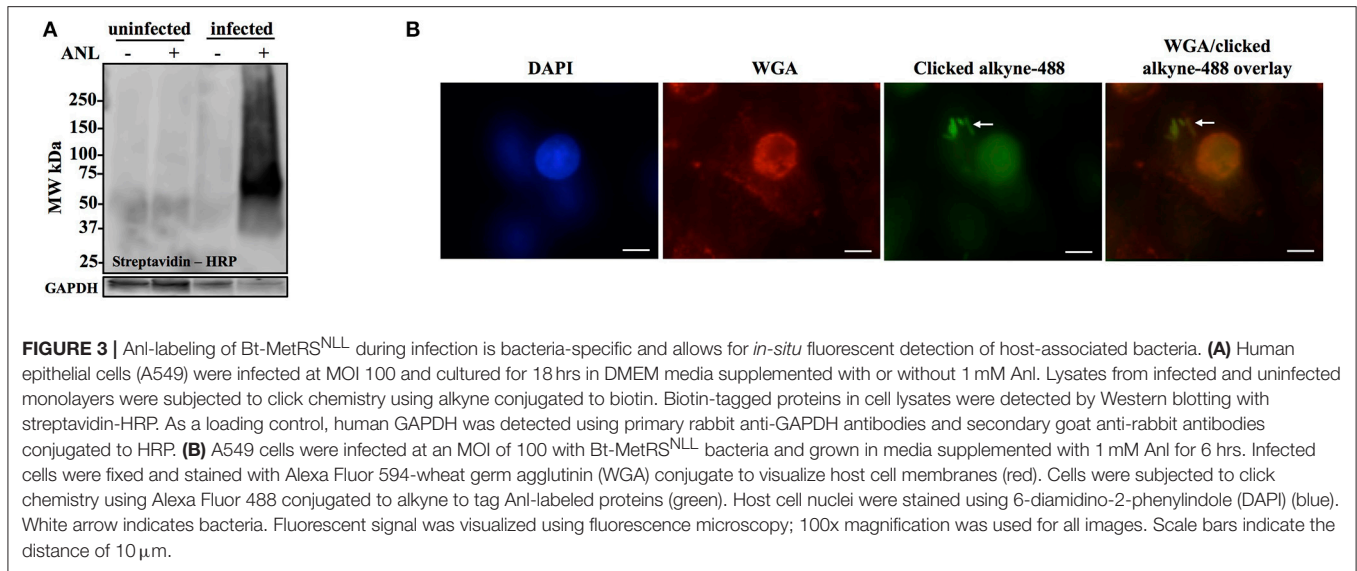 A
uninfected infected
ANL - + - +
MW kDa
250-
150-
100-
75-
50-
37-
25-
Streptavidin – HRP
GAPDH
B
DAPI
WGA
Clicked alkyne-488
WGA/clicked
alkyne-488 overlay
FIGURE 3 | Anl-labeling of Bt-MetRSNLL during infection is bacteria-specific and allows for in-situ fluorescent detection of host-associated bacteria. (A) Human
epithelial cells (A549) were infected at MOI 100 and cultured for 18 hrs in DMEM media supplemented with or without 1 mM Anl. Lysates from infected and uninfected
monolayers were subjected to click chemistry using alkyne conjugated to biotin. Biotin-tagged proteins in cell lysates were detected by Western blotting with
streptavidin-HRP. As a loading control, human GAPDH was detected using primary rabbit anti-GAPDH antibodies and secondary goat anti-rabbit antibodies
conjugated to HRP. (B) A549 cells were infected at an MOI of 100 with Bt-MetRSNLL bacteria and grown in media supplemented with 1 mM Anl for 6 hrs. Infected
cells were fixed and stained with Alexa Fluor 594-wheat germ agglutinin (WGA) conjugate to visualize host cell membranes (red). Cells were subjected to click
chemistry using Alexa Fluor 488 conjugated to alkyne to tag Anl-labeled proteins (green). Host cell nuclei were stained using 6-diamidino-2-phenylindole (DAPI) (blue).
White arrow indicates bacteria. Fluorescent signal was visualized using fluorescence microscopy; 100x magnification was used for all images. Scale bars indicate the
distance of 10 μm.